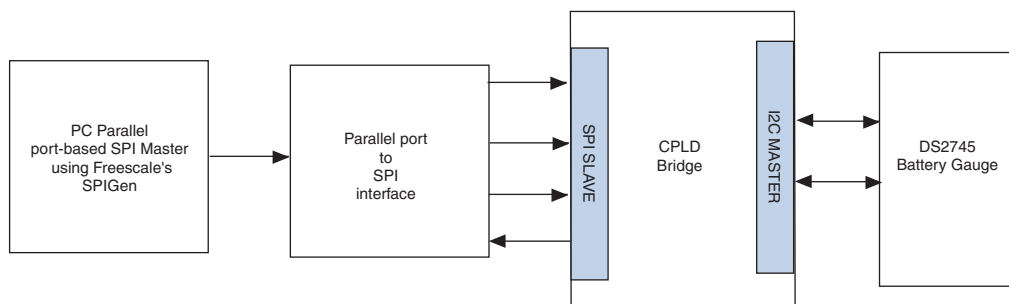 PC Parallel
port-based SPI Master
using Freescale's
SPIGen
Parallel port
to
SPI
interface
SPI SLAVE
CPLD
Bridge
I2C MASTER
DS2745
Battery Gauge